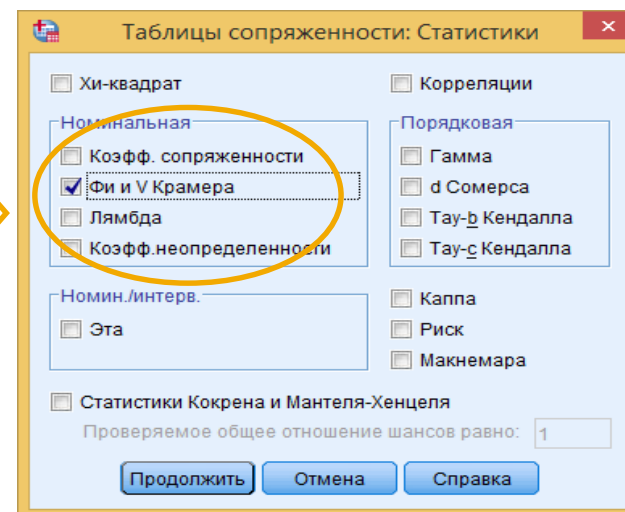 Таблицы сопряженности: Статистики
Хи-квадрат
Корреляции
Номинальная
Коэфф. сопряженности
Фи и V Крамера
Лямбда
Коэфф.неопределенности
Порядковая
Гамма
d Сомерса
Тау-b Кендалла
Тау-c Кендалла
Номин./интерв.
Эта
Каппа
Риск
Макнемара
Статистики Кокрена и Мантеля-Хенцеля
Проверяемое общее отношение шансов равно: 1
Продолжить Отмена Справка